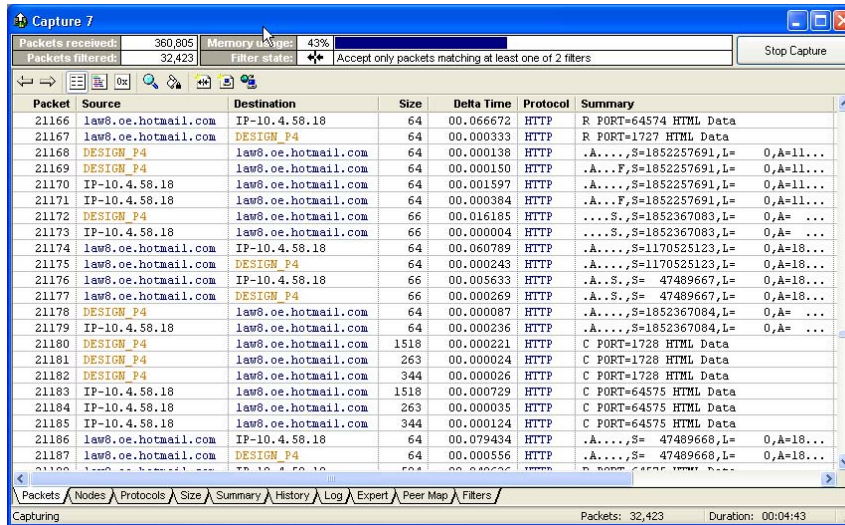 Capture 7
Packets received: 360,805 Memory usage: 43%
Packets filtered: 32,423 Filter state: Accept only packets matching at least one of 2 filters
Stop Capture
Packet Source Destination Size Delta Time Protocol Summary
21166 law8.oe.hotmail.com IP-10.4.58.18 64 00.066672 HTTP R PORT=64574 HTML Data
21167 law8.oe.hotmail.com DESIGN_P4 64 00.000333 HTTP R PORT=1727 HTML Data
21168 DESIGN_P4 law8.oe.hotmail.com 64 00.000138 HTTP .A....,S=1852257691,L= 0,A=11...
21169 DESIGN_P4 law8.oe.hotmail.com 64 00.000150 HTTP .A...F,S=1852257691,L= 0,A=11...
21170 IP-10.4.58.18 law8.oe.hotmail.com 64 00.001597 HTTP .A....,S=1852257691,L= 0,A=11...
21171 IP-10.4.58.18 law8.oe.hotmail.com 64 00.000384 HTTP .A...F,S=1852257691,L= 0,A=11...
21172 DESIGN_P4 law8.oe.hotmail.com 66 00.016185 HTTP ....S.,S=1852367083,L= 0,A= ...
21173 IP-10.4.58.18 law8.oe.hotmail.com 66 00.000004 HTTP ....S.,S=1852367083,L= 0,A= ...
21174 law8.oe.hotmail.com IP-10.4.58.18 64 00.060789 HTTP .A....,S=1170525123,L= 0,A=18...
21175 law8.oe.hotmail.com DESIGN_P4 64 00.000243 HTTP .A....,S=1170525123,L= 0,A=18...
21176 law8.oe.hotmail.com IP-10.4.58.18 66 00.005633 HTTP .A..S.,S= 47489667,L= 0,A=18...
21177 law8.oe.hotmail.com DESIGN_P4 66 00.000269 HTTP .A..S.,S= 47489667,L= 0,A=18...
21178 DESIGN_P4 law8.oe.hotmail.com 64 00.000087 HTTP .A....,S=1852367084,L= 0,A= ...
21179 IP-10.4.58.18 law8.oe.hotmail.com 64 00.000236 HTTP .A....,S=1852367084,L= 0,A= ...
21180 DESIGN_P4 law8.oe.hotmail.com 1518 00.000221 HTTP C PORT=1728 HTML Data
21181 DESIGN_P4 law8.oe.hotmail.com 263 00.000024 HTTP C PORT=1728 HTML Data
21182 DESIGN_P4 law8.oe.hotmail.com 344 00.000026 HTTP C PORT=1728 HTML Data
21183 IP-10.4.58.18 law8.oe.hotmail.com 1518 00.000729 HTTP C PORT=64575 HTML Data
21184 IP-10.4.58.18 law8.oe.hotmail.com 263 00.000035 HTTP C PORT=64575 HTML Data
21185 IP-10.4.58.18 law8.oe.hotmail.com 344 00.000124 HTTP C PORT=64575 HTML Data
21186 law8.oe.hotmail.com IP-10.4.58.18 64 00.079434 HTTP .A....,S= 47489668,L= 0,A=18...
21187 law8.oe.hotmail.com DESIGN_P4 64 00.000556 HTTP .A....,S= 47489668,L= 0,A=18...
Packets Nodes Protocols Size Summary History Log Expert Peer Map Filters
Capturing Packets: 32,423 Duration: 00:04:43